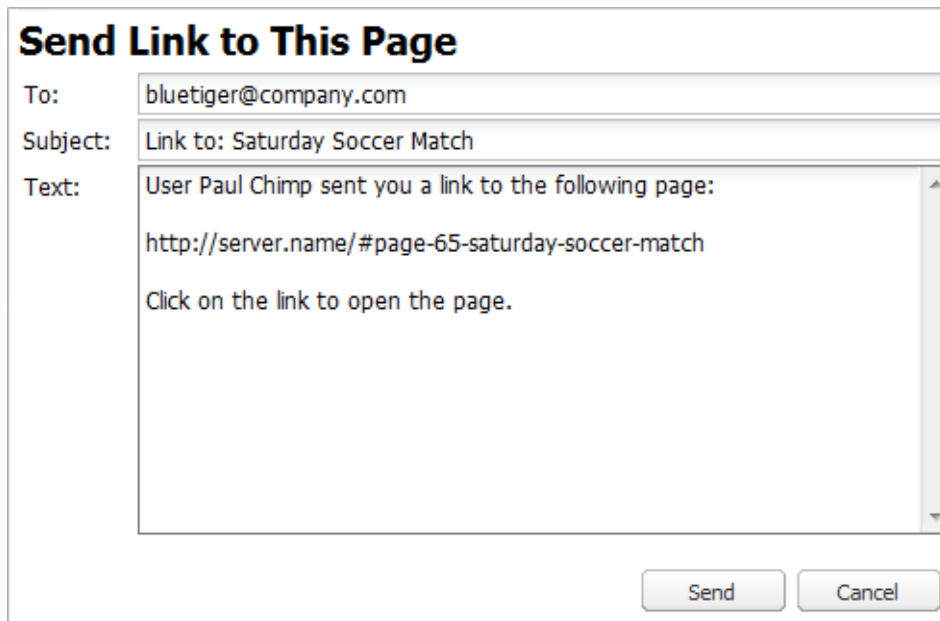 Send Link to This Page
To: bluetiger@company.com
Subject: Link to: Saturday Soccer Match
Text: User Paul Chimp sent you a link to the following page:
http://server.name/#page-65-saturday-soccer-match
Click on the link to open the page.
Send Cancel